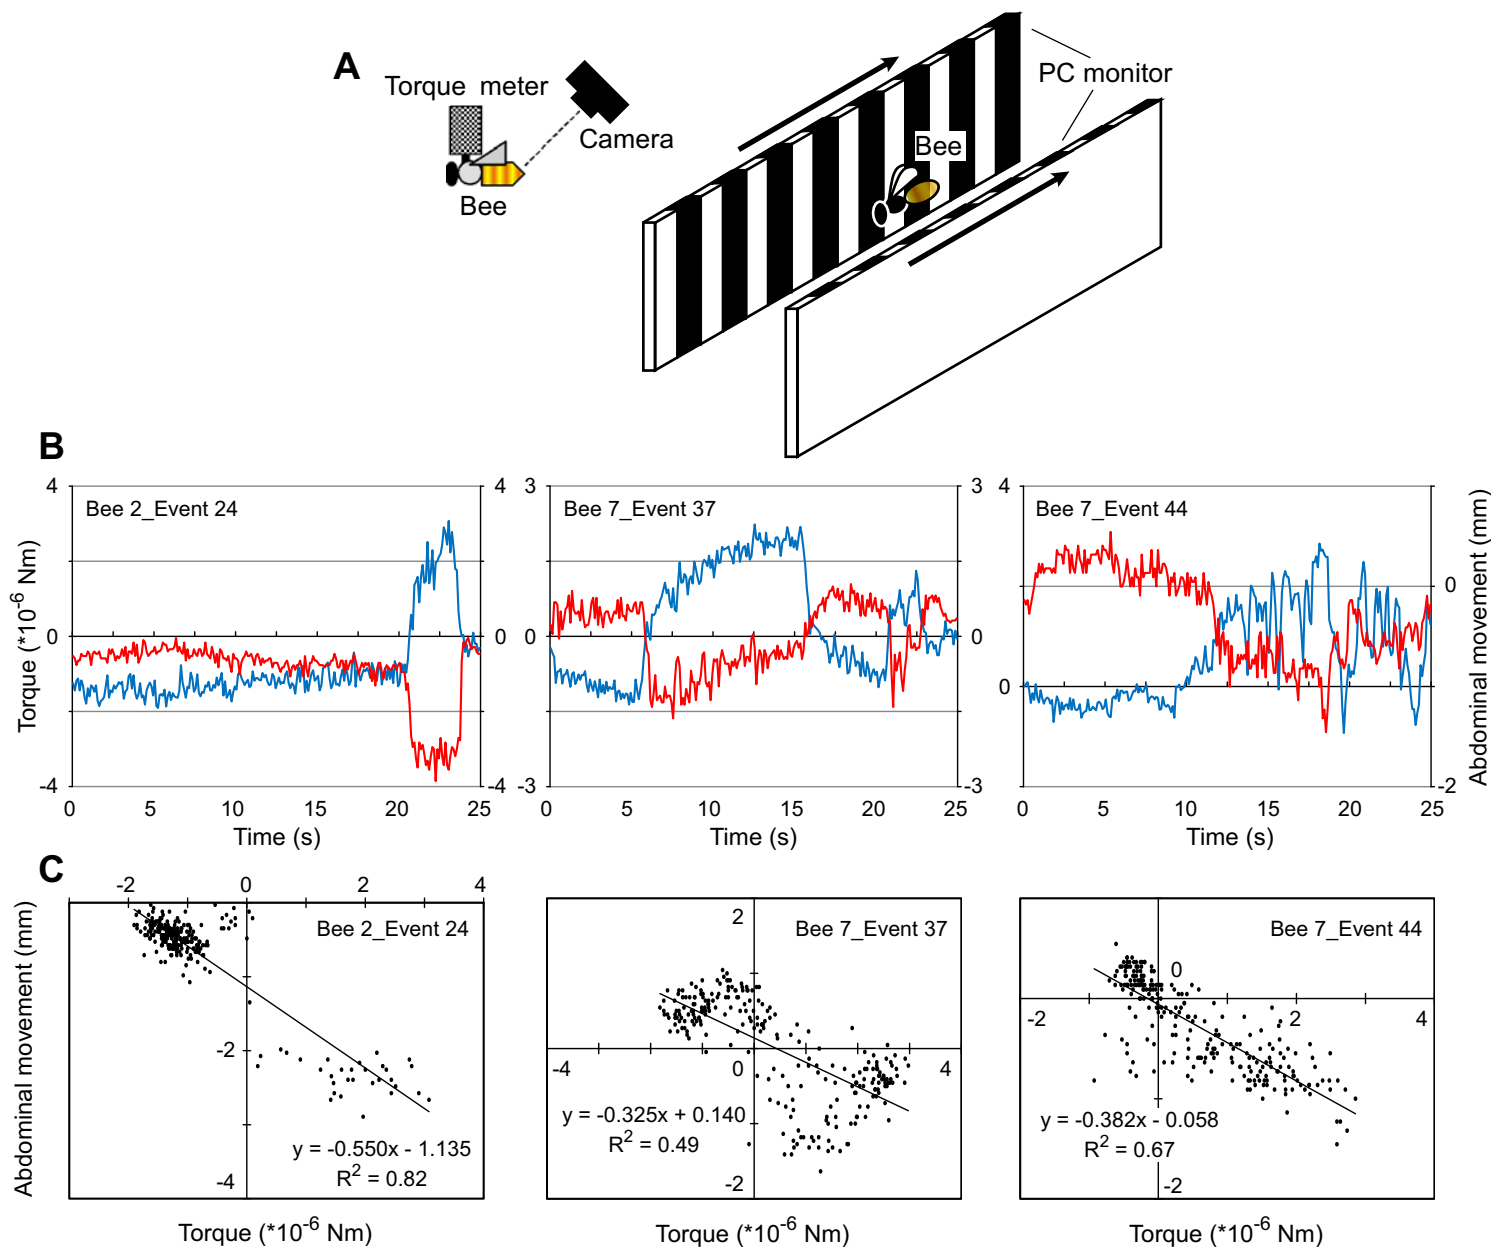 A
Torque meter
Camera
Bee
PC monitor
Bee
B
Torque (*10-6 Nm)
4
0
-4
Bee 2_Event 24
4
0
-4
0 5 10 15 20 25
Time (s)
3
0
-3
Bee 7_Event 37
3
0
-3
0 5 10 15 20 25
Time (s)
4
0
Bee 7_Event 44
0
-2
0 5 10 15 20 25
Time (s)
Abdominal movement (mm)
C
Abdominal movement (mm)
-2 0 2 4
Bee 2_Event 24
-2
y = -0.550x - 1.135
R2 = 0.82
-4
Torque (*10-6 Nm)
2
Bee 7_Event 37
-4 0 4
y = -0.325x + 0.140
R2 = 0.49
-2
Torque (*10-6 Nm)
Bee 7_Event 44
0
-2 2 4
y = -0.382x - 0.058
R2 = 0.67
-2
Torque (*10-6 Nm)